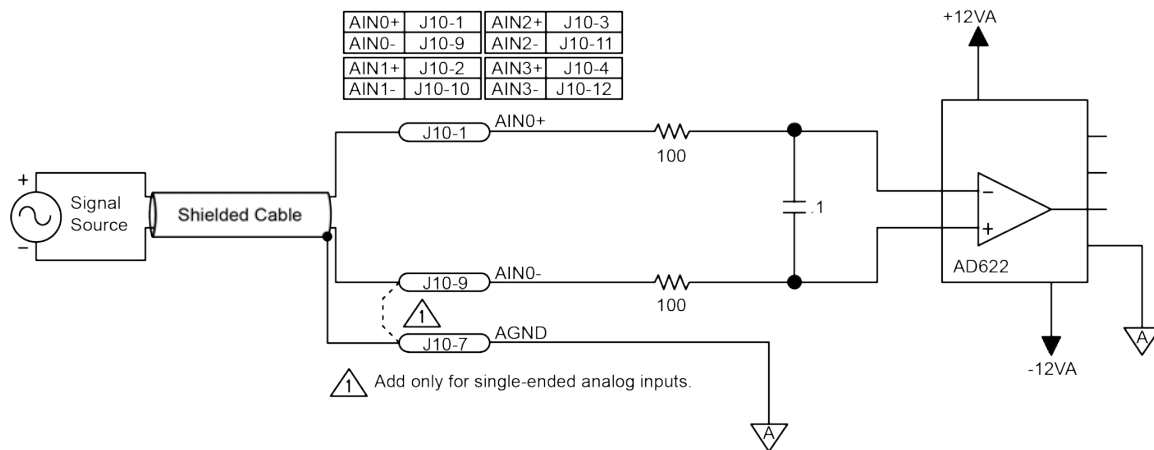 AIN0+ J10-1 AIN2+ J10-3
AIN0- J10-9 AIN2- J10-11
AIN1+ J10-2 AIN3+ J10-4
AIN1- J10-10 AIN3- J10-12
+12VA
J10-1 AIN0+
100
+
Signal
Source
−
Shielded Cable
.1
−
+
AD622
J10-9 AIN0-
100
1
J10-7 AGND
A
-12VA
1 Add only for single-ended analog inputs.
A